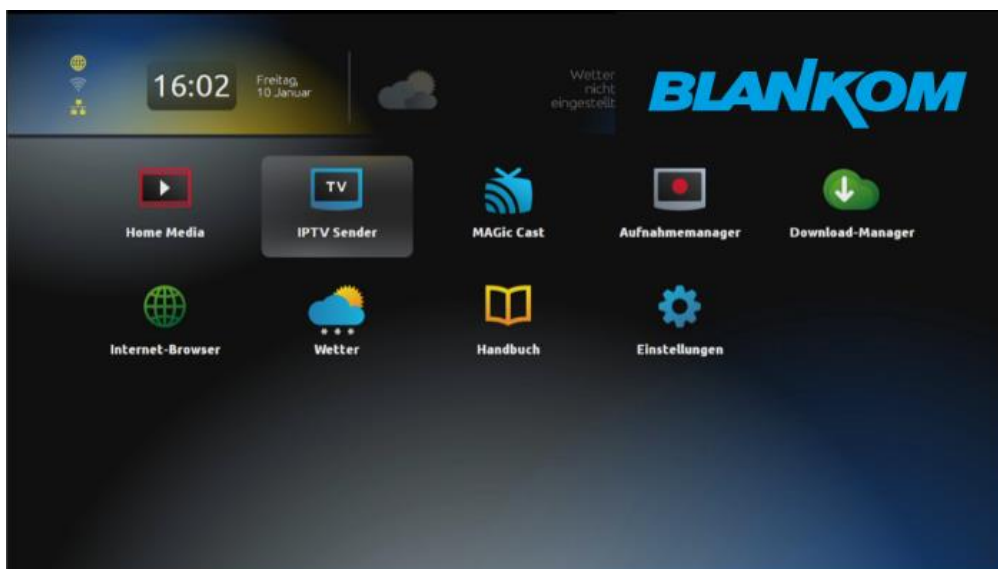 16:02
Freitag,
10 Januar
Wetter
nicht
eingestellt
BLANKOM
Home Media
TV
IPTV Sender
MAGic Cast
Aufnahmemanager
Download-Manager
Internet-Browser
Wetter
Handbuch
Einstellungen